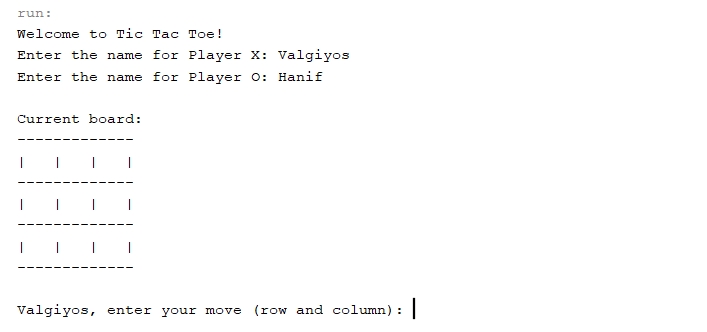 run:
Welcome to Tic Tac Toe!
Enter the name for Player X: Valgiyos
Enter the name for Player O: Hanif
Current board:
-------------
|   |   |   |
-------------
|   |   |   |
-------------
|   |   |   |
-------------
Valgiyos, enter your move (row and column):